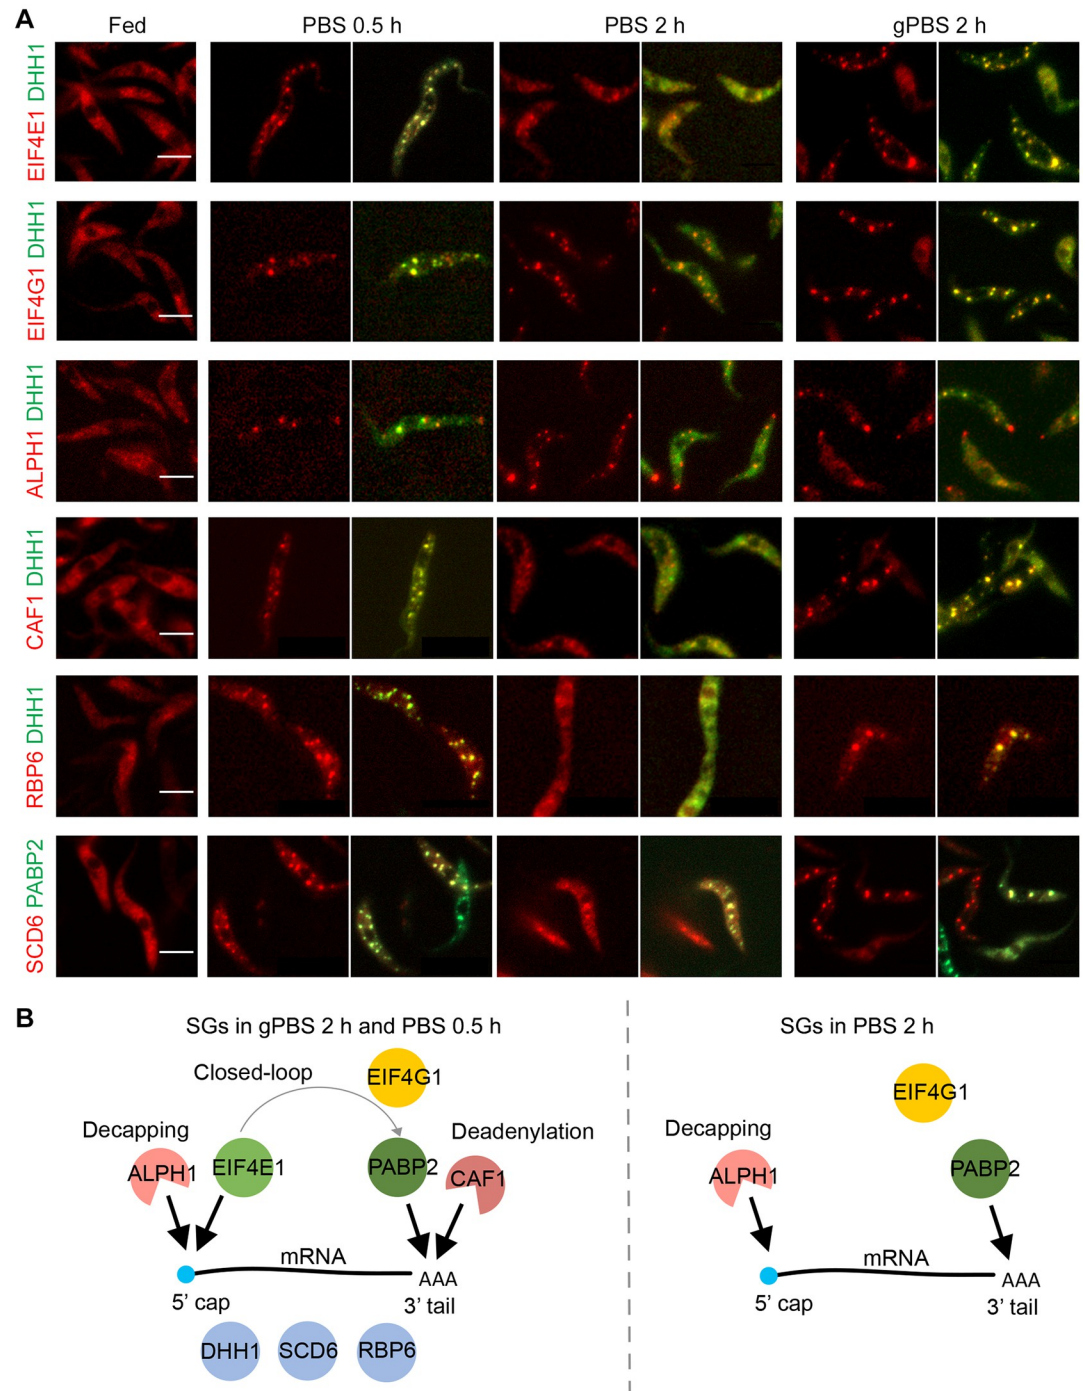 A
Fed
PBS 0.5 h
PBS 2 h
gPBS 2 h
EIF4E1 DHH1
EIF4G1 DHH1
ALPH1 DHH1
CAF1 DHH1
RBP6 DHH1
SCD6 PABP2
B
SGs in gPBS 2 h and PBS 0.5 h
Closed-loop
EIF4G1
Decapping
Deadenylation
ALPH1
EIF4E1
PABP2
CAF1
mRNA
AAA
5’ cap
3’ tail
DHH1
SCD6
RBP6
SGs in PBS 2 h
EIF4G1
Decapping
ALPH1
PABP2
mRNA
AAA
5’ cap
3’ tail